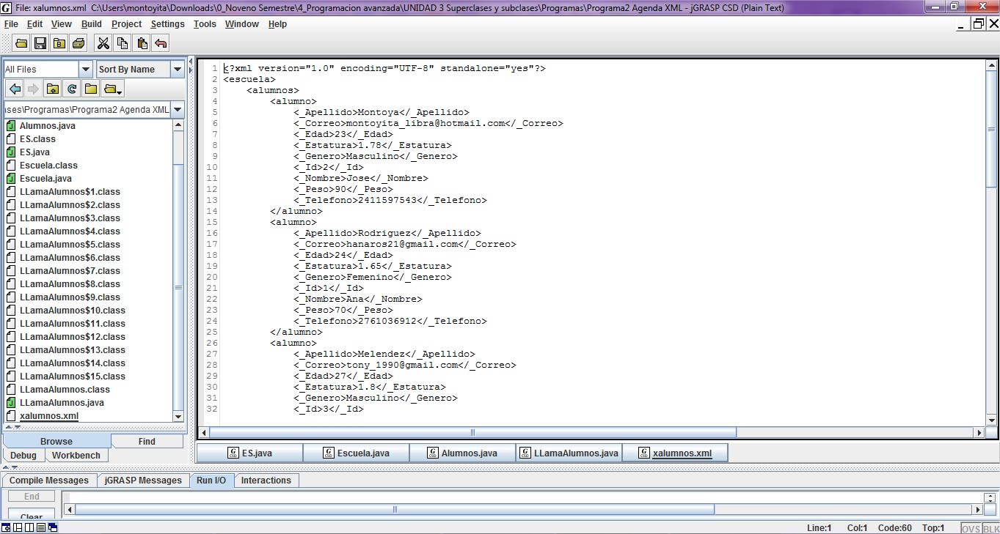 File: xalumnos.xml  C:\Users\montoyita\Downloads\0_Noveno Semestre\4_Programacion avanzada\UNIDAD 3 Superclases y subclases\Programas\Programa2 Agenda XML - jGRASP CSD (Plain Text)
File Edit View Build Project Settings Tools Window Help
All Files Sort By Name
ases\Programas\Programa2 Agenda XML
Alumnos.java
ES.class
ES.java
Escuela.class
Escuela.java
LLamaAlumnos$1.class
LLamaAlumnos$2.class
LLamaAlumnos$3.class
LLamaAlumnos$4.class
LLamaAlumnos$5.class
LLamaAlumnos$6.class
LLamaAlumnos$7.class
LLamaAlumnos$8.class
LLamaAlumnos$9.class
LLamaAlumnos$10.class
LLamaAlumnos$11.class
LLamaAlumnos$12.class
LLamaAlumnos$13.class
LLamaAlumnos$14.class
LLamaAlumnos$15.class
LLamaAlumnos.class
LLamaAlumnos.java
xalumnos.xml
Browse Find
Debug Workbench
1 <?xml version="1.0" encoding="UTF-8" standalone="yes"?>
2 <escuela>
3     <alumnos>
4         <alumno>
5             <_Apellido>Montoya</_Apellido>
6             <_Correo>montoyita_libra@hotmail.com</_Correo>
7             <_Edad>23</_Edad>
8             <_Estatura>1.78</_Estatura>
9             <_Genero>Masculino</_Genero>
10             <_Id>2</_Id>
11             <_Nombre>Jose</_Nombre>
12             <_Peso>90</_Peso>
13             <_Telefono>2411597543</_Telefono>
14         </alumno>
15         <alumno>
16             <_Apellido>Rodriguez</_Apellido>
17             <_Correo>hanaros21@gmail.com</_Correo>
18             <_Edad>24</_Edad>
19             <_Estatura>1.65</_Estatura>
20             <_Genero>Femenino</_Genero>
21             <_Id>1</_Id>
22             <_Nombre>Ana</_Nombre>
23             <_Peso>70</_Peso>
24             <_Telefono>2761036912</_Telefono>
25         </alumno>
26         <alumno>
27             <_Apellido>Melendez</_Apellido>
28             <_Correo>tony_1990@gmail.com</_Correo>
29             <_Edad>27</_Edad>
30             <_Estatura>1.8</_Estatura>
31             <_Genero>Masculino</_Genero>
32             <_Id>3</_Id>
ES.java Escuela.java Alumnos.java LLamaAlumnos.java xalumnos.xml
Compile Messages jGRASP Messages Run I/O Interactions
End
Clear
Line:1 Col:1 Code:60 Top:1 OVS BLK